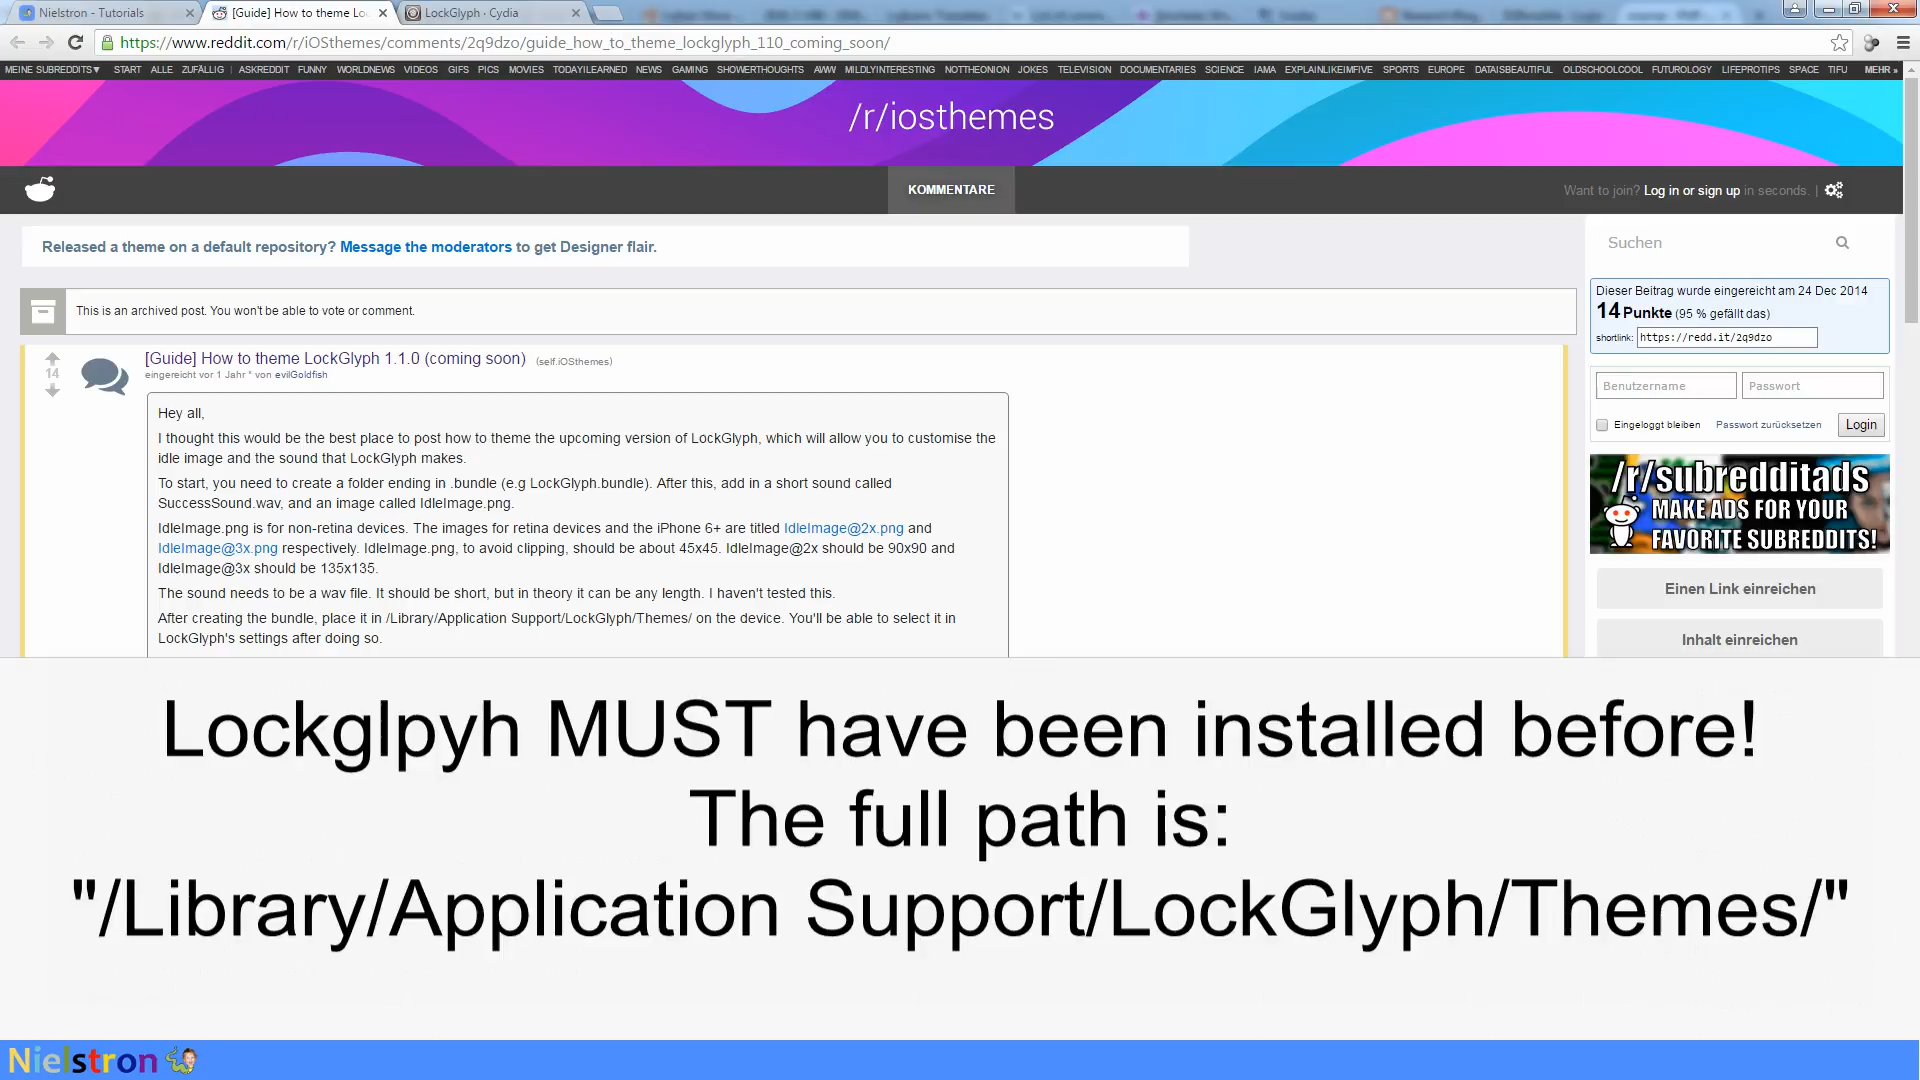 Nielstron - Tutorials
[Guide] How to theme Lo
LockGlyph · Cydia
https://www.reddit.com/r/iOSthemes/comments/2q9dzo/guide_how_to_theme_lockglyph_110_coming_soon/
MEINE SUBREDDITS▼ START ALLE ZUFÄLLIG | ASKREDDIT FUNNY WORLDNEWS VIDEOS GIFS PICS MOVIES TODAYILEARNED NEWS GAMING SHOWERTHOUGHTS AWW MILDLYINTERESTING NOTTHEONION JOKES TELEVISION DOCUMENTARIES SCIENCE IAMA EXPLAINLIKEIMFIVE SPORTS EUROPE DATAISBEAUTIFUL OLDSCHOOLCOOL FUTUROLOGY LIFEPROTIPS SPACE TIFU MEHR »
/r/iosthemes
KOMMENTARE
Want to join? Log in or sign up in seconds. |
Released a theme on a default repository? Message the moderators to get Designer flair.
Suchen
This is an archived post. You won't be able to vote or comment.
Dieser Beitrag wurde eingereicht am 24 Dec 2014
14 Punkte (95 % gefällt das)
shortlink: https://redd.it/2q9dzo
14
[Guide] How to theme LockGlyph 1.1.0 (coming soon) (self.iOSthemes)
eingereicht vor 1 Jahr * von evilGoldfish
Benutzername Passwort
Eingeloggt bleiben Passwort zurücksetzen Login
Hey all,
I thought this would be the best place to post how to theme the upcoming version of LockGlyph, which will allow you to customise the
idle image and the sound that LockGlyph makes.
To start, you need to create a folder ending in .bundle (e.g LockGlyph.bundle). After this, add in a short sound called
SuccessSound.wav, and an image called IdleImage.png.
IdleImage.png is for non-retina devices. The images for retina devices and the iPhone 6+ are titled IdleImage@2x.png and
IdleImage@3x.png respectively. IdleImage.png, to avoid clipping, should be about 45x45. IdleImage@2x should be 90x90 and
IdleImage@3x should be 135x135.
The sound needs to be a wav file. It should be short, but in theory it can be any length. I haven't tested this.
After creating the bundle, place it in /Library/Application Support/LockGlyph/Themes/ on the device. You'll be able to select it in
LockGlyph's settings after doing so.
/r/subredditads
MAKE ADS FOR YOUR
FAVORITE SUBREDDITS!
Einen Link einreichen
Inhalt einreichen
Lockglpyh MUST have been installed before!
The full path is:
"/Library/Application Support/LockGlyph/Themes/"
Nielstron